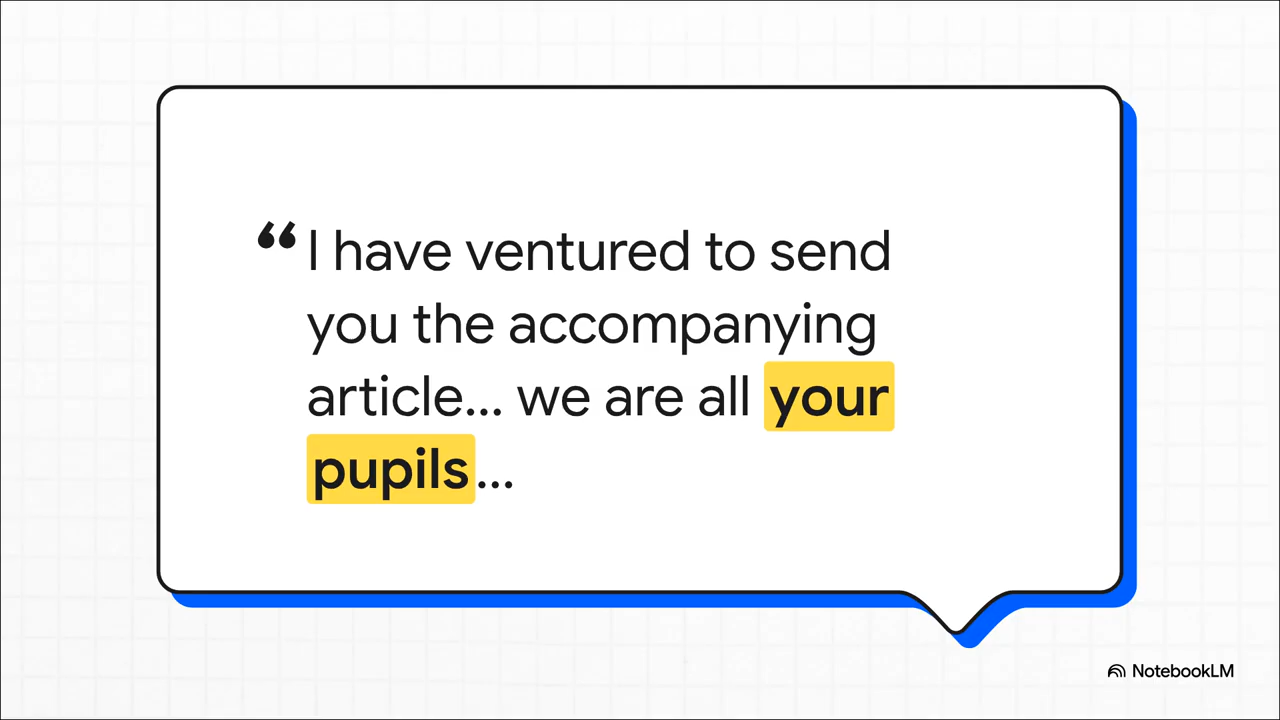 “I have ventured to send
you the accompanying
article... we are all your
pupils...
NotebookLM